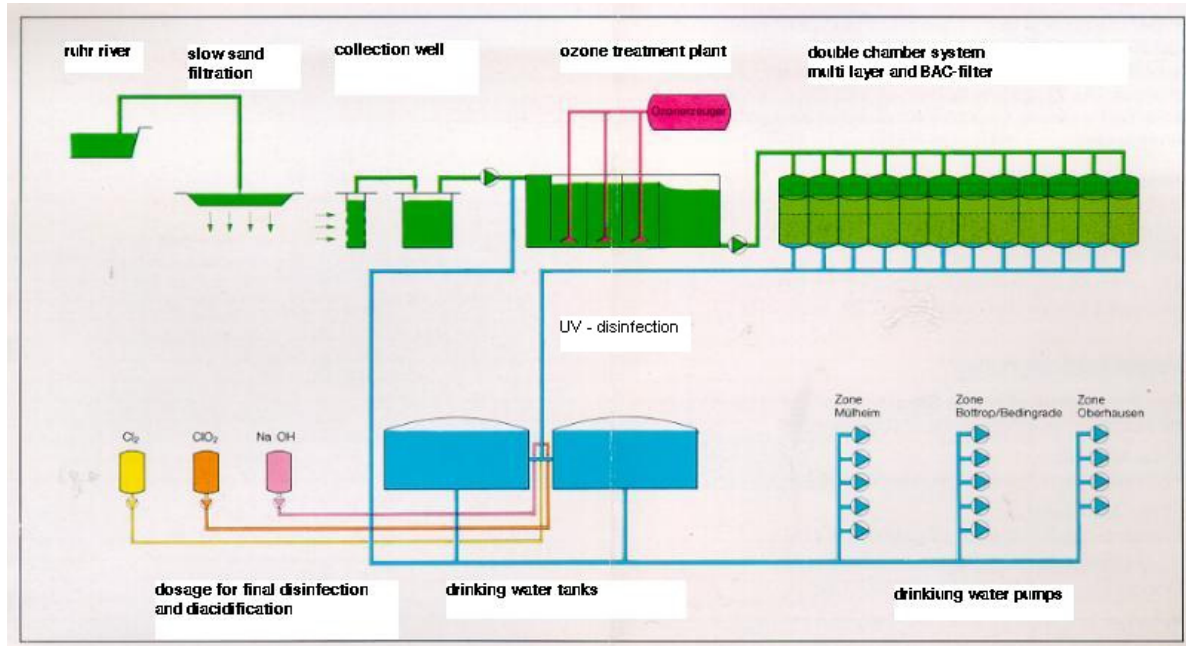 ruhr river
slow sand
filtration
collection well
ozone treatment plant
double chamber system
multi layer and BAC-filter
Ozonerzeuger
UV - disinfection
Zone
Mülheim
Zone
Bottrop/Bedingrade
Zone
Oberhausen
Cl₂
ClO₂
Na OH
dosage for final disinfection
and diacidification
drinking water tanks
drinkiung water pumps